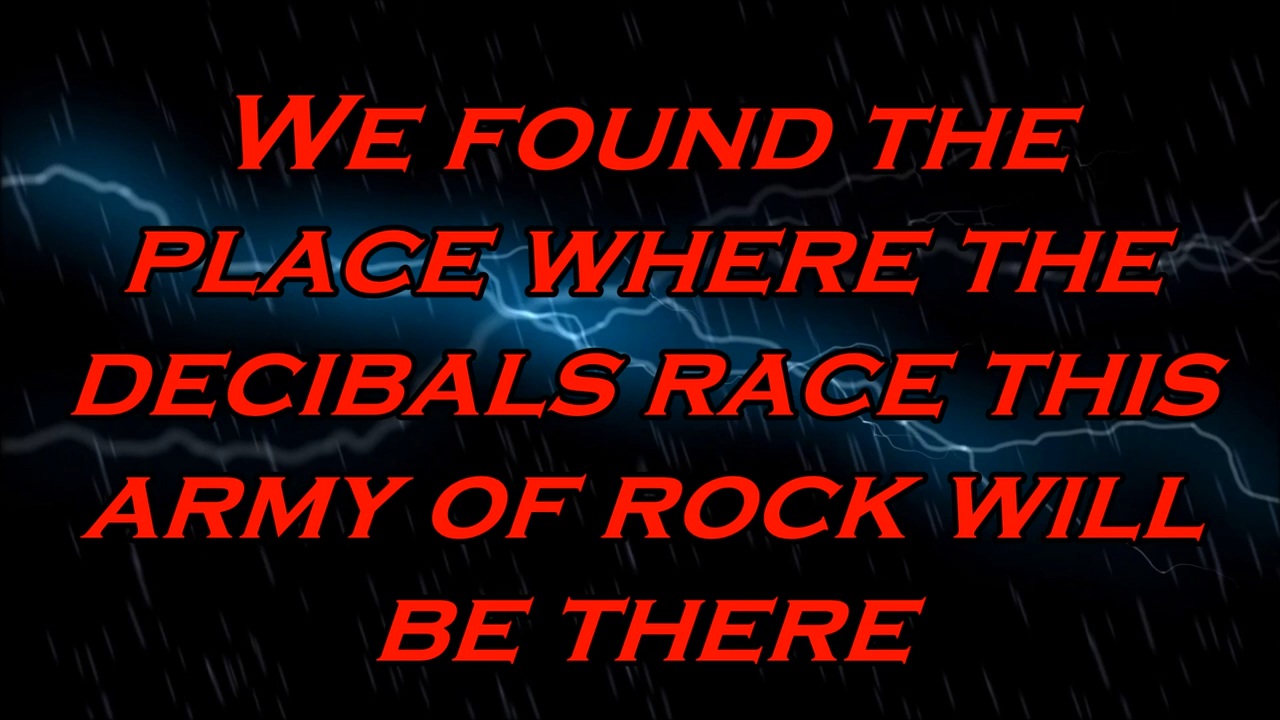 We found the
place where the
decibals race this
army of rock will
be there